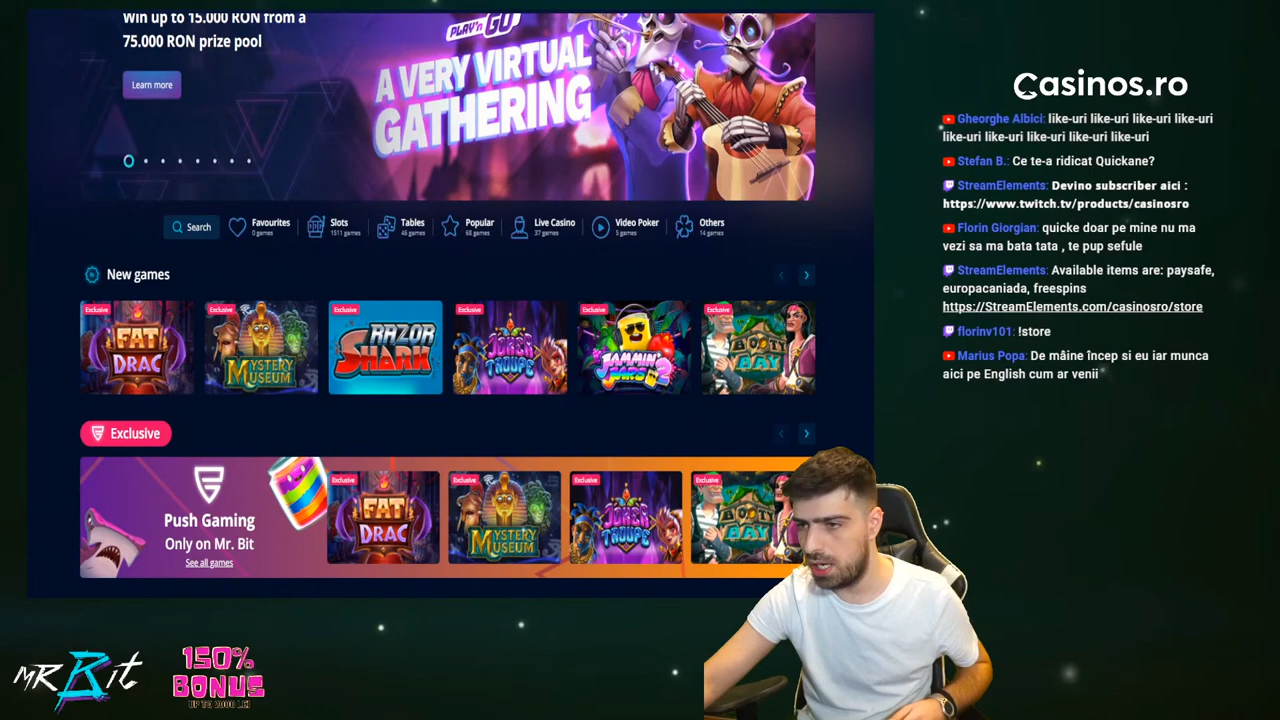 Win up to 15.000 RON from a
75.000 RON prize pool
Learn more
PLAY'n GO
A VERY VIRTUAL
GATHERING
Search
Favourites
0 games
Slots
1511 games
Tables
46 games
Popular
68 games
Live Casino
37 games
Video Poker
5 games
Others
14 games
New games
Exclusive
FAT
DRAC
Exclusive
MYSTERY
MUSEUM
Exclusive
RAZOR
SHARK
Exclusive
JOKER
TROUPE
Exclusive
JAMMIN'
JARS 2
Exclusive
BOOTY
BAY
Exclusive
Push Gaming
Only on Mr. Bit
See all games
Exclusive
FAT
DRAC
Exclusive
MYSTERY
MUSEUM
Exclusive
JOKER
TROUPE
Exclusive
BOOTY
BAY
MR Bit
150%
BONUS
UP TO 2000 LEI
Casinos.ro
Gheorghe Albici: like-uri like-uri like-uri like-uri
like-uri like-uri like-uri like-uri like-uri
Stefan B.: Ce te-a ridicat Quickane?
StreamElements: Devino subscriber aici :
https://www.twitch.tv/products/casinosro
Florin Giorgian: quicke doar pe mine nu ma
vezi sa ma bata tata , te pup sefule
StreamElements: Available items are: paysafe,
europacaniada, freespins
https://StreamElements.com/casinosro/store
florinv101: !store
Marius Popa: De mâine încep si eu iar munca
aici pe English cum ar venii